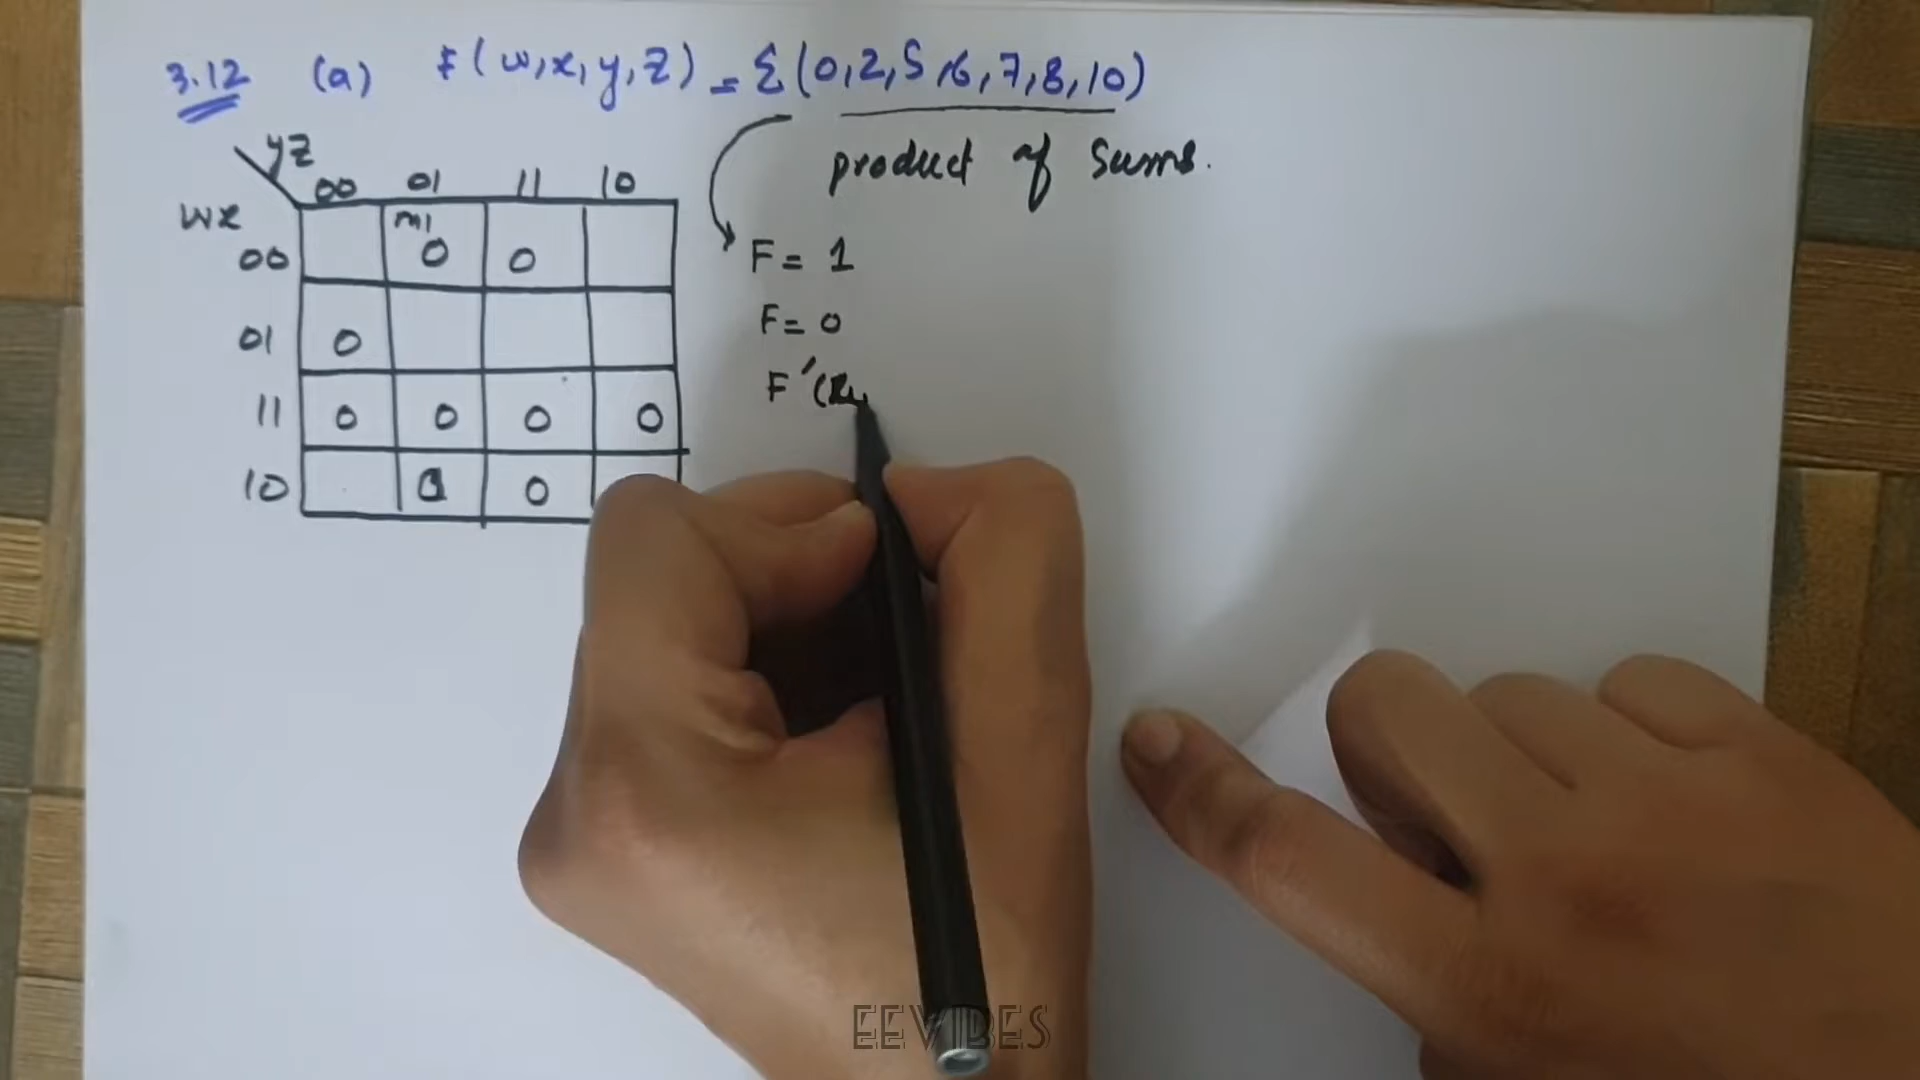 3.12 (a) F(w,x,y,z) = Σ(0,2,5,6,7,8,10)
product of sums.
yz
00 01 11 10
wx
m1
00 0 0
01 0
11 0 0 0 0
10 0 0
F = 1
F = 0
F'(
EEVIBES